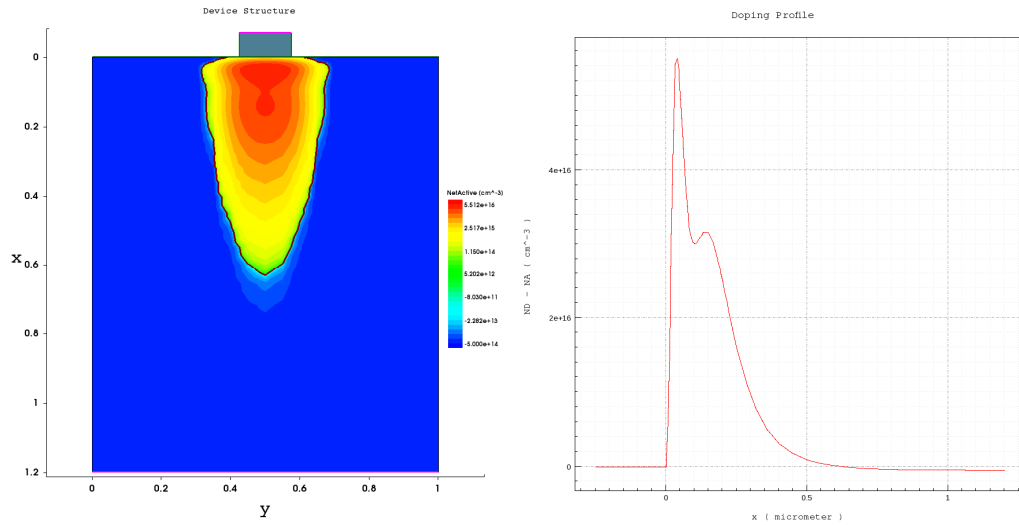 Device Structure
0
0.2
0.4
0.6
0.8
1
1.2
x
0
0.2
0.4
0.6
0.8
1
y
NetActive (cm^-3)
5.512e+16
2.517e+15
1.150e+14
5.202e+12
-8.030e+11
-2.282e+13
-5.000e+14
Doping Profile
4e+16
2e+16
0
ND - NA ( cm^-3 )
0
0.5
1
x ( micrometer )